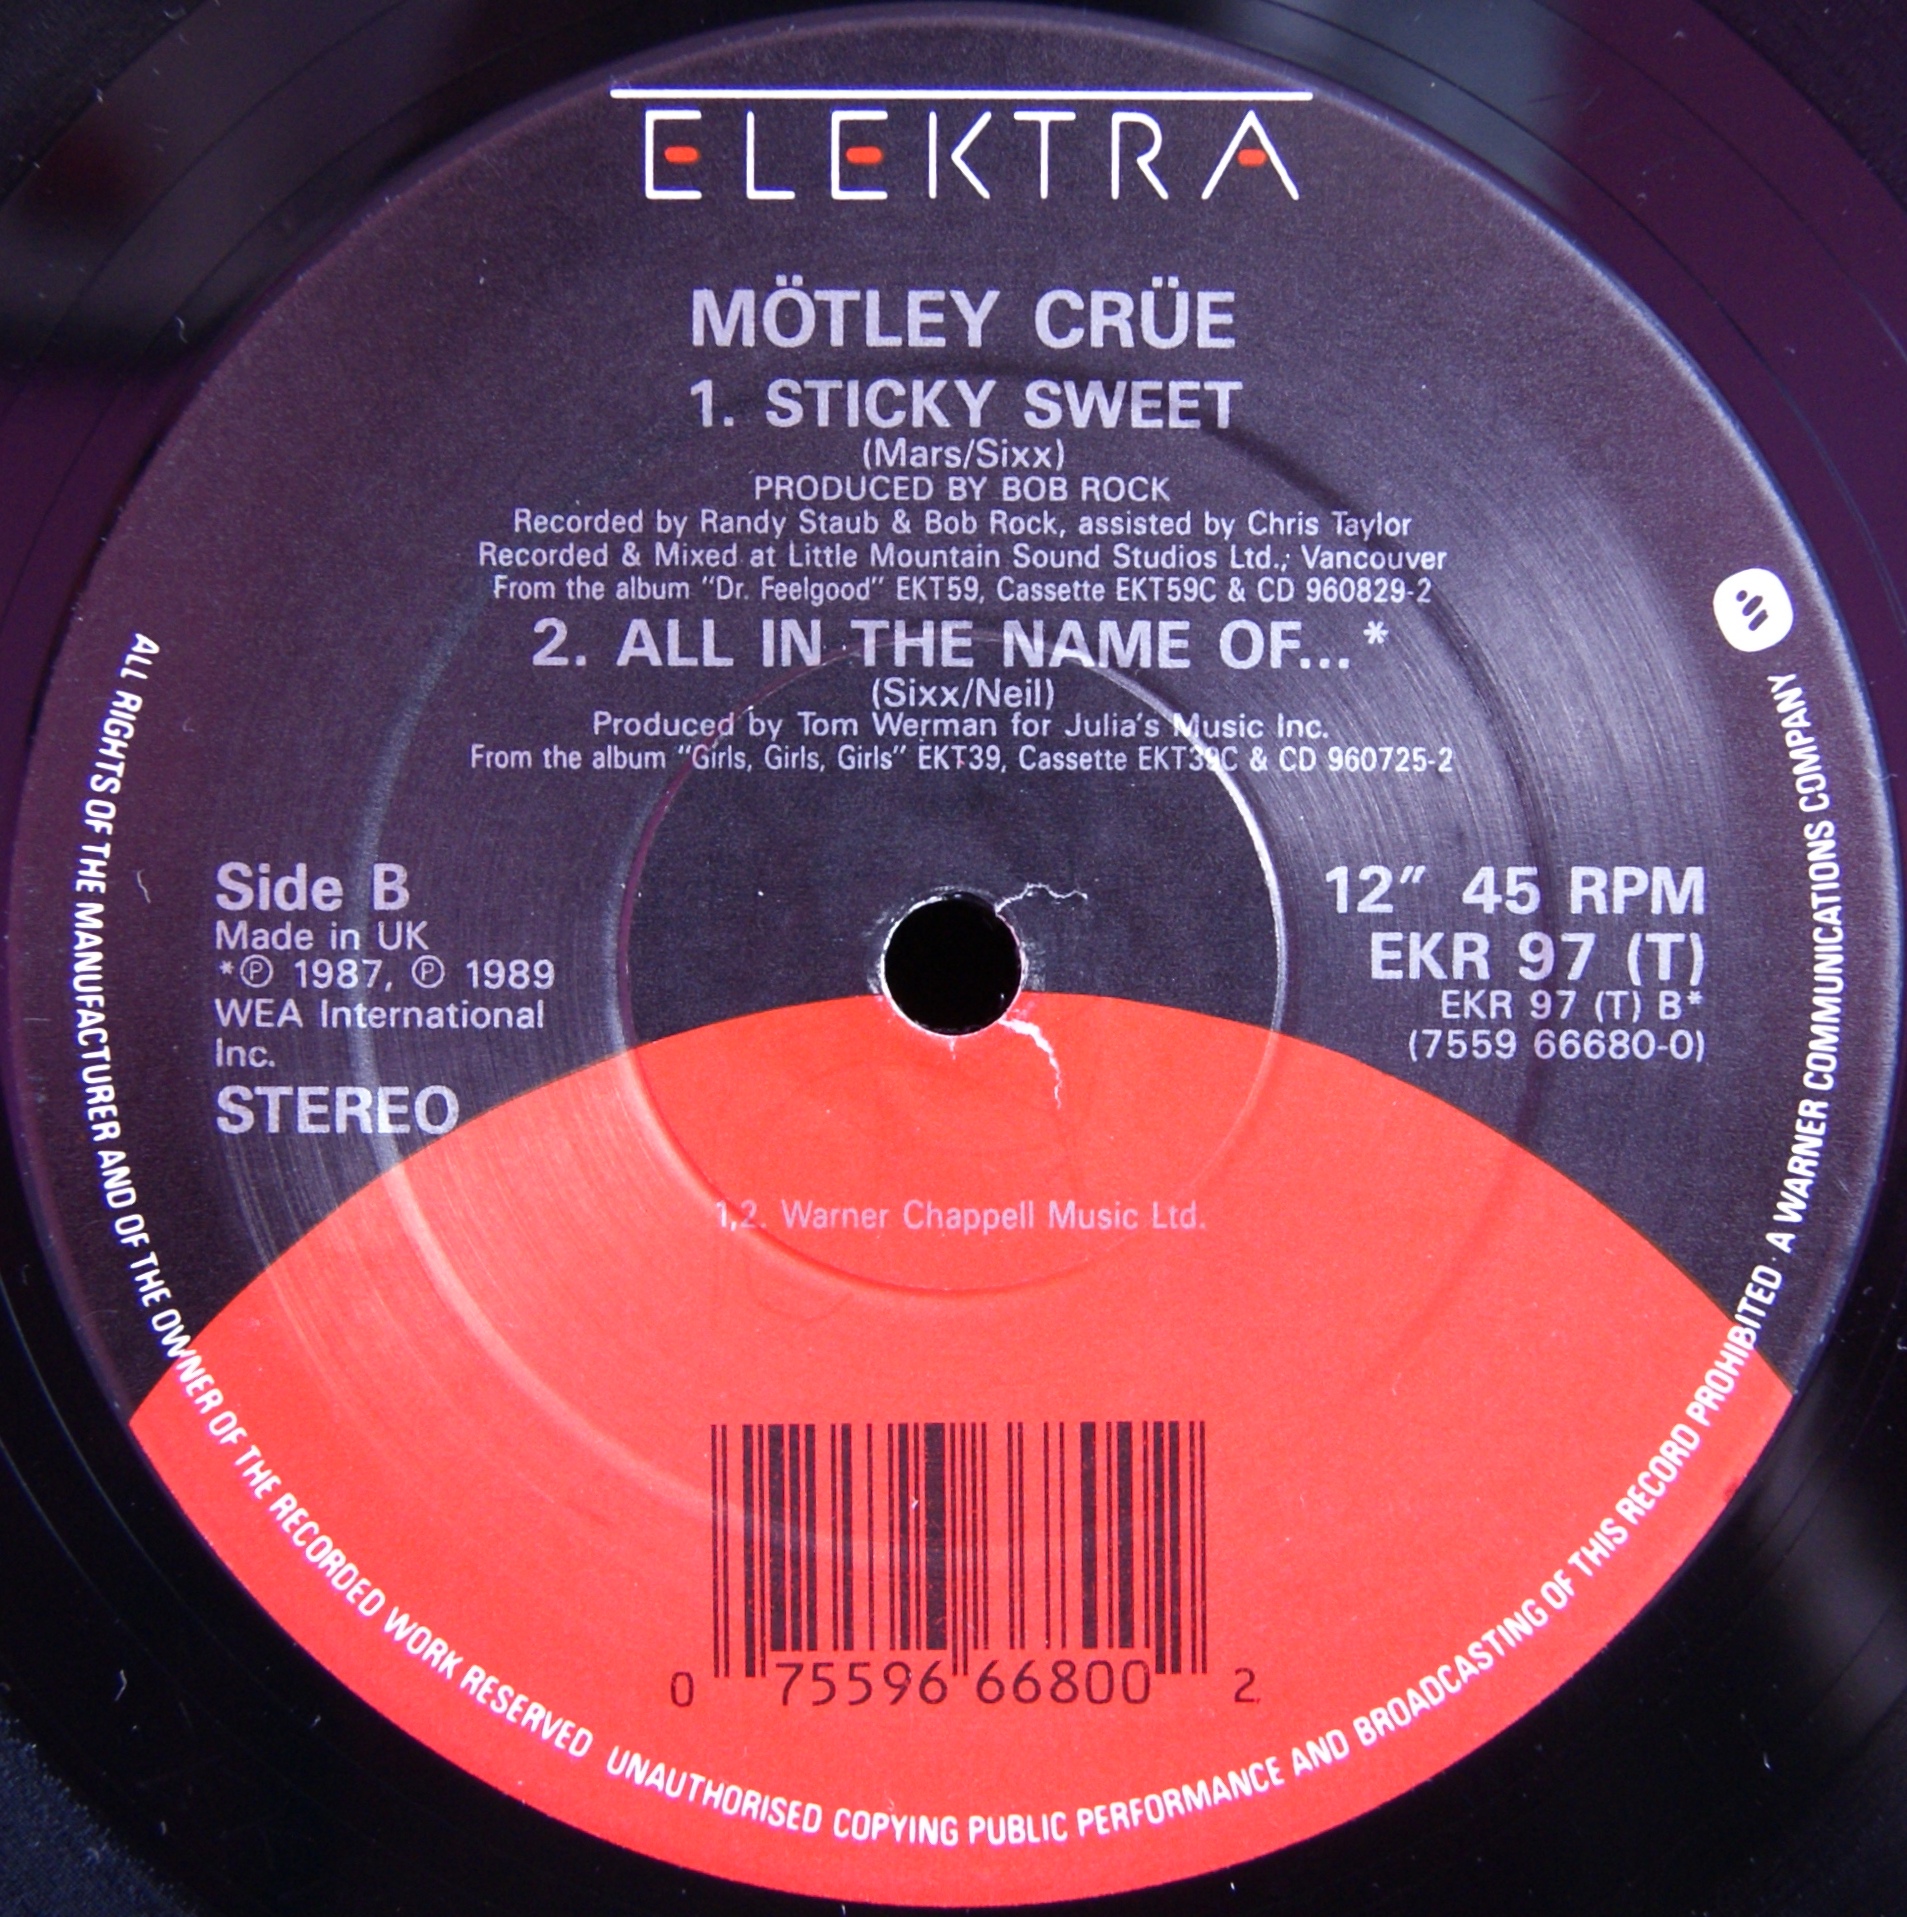 ELEKTRA
MÖTLEY CRÜE
1. STICKY SWEET
(Mars/Sixx)
PRODUCED BY BOB ROCK
Recorded by Randy Staub & Bob Rock, assisted by Chris Taylor
Recorded & Mixed at Little Mountain Sound Studios Ltd.; Vancouver
From the album "Dr. Feelgood" EKT59, Cassette EKT59C & CD 960829-2
2. ALL IN THE NAME OF... *
(Sixx/Neil)
Produced by Tom Werman for Julia's Music Inc.
From the album "Girls, Girls, Girls" EKT39, Cassette EKT39C & CD 960725-2
Side B
Made in UK
*℗ 1987, ℗ 1989
WEA International
Inc.
STEREO
12" 45 RPM
EKR 97 (T)
EKR 97 (T) B*
(7559 66680-0)
1,2. Warner Chappell Music Ltd.
0 75596 66800 2
ALL RIGHTS OF THE MANUFACTURER AND OF THE OWNER OF THE RECORDED WORK RESERVED UNAUTHORISED COPYING PUBLIC PERFORMANCE AND BROADCASTING OF THIS RECORD PROHIBITED · A WARNER COMMUNICATIONS COMPANY